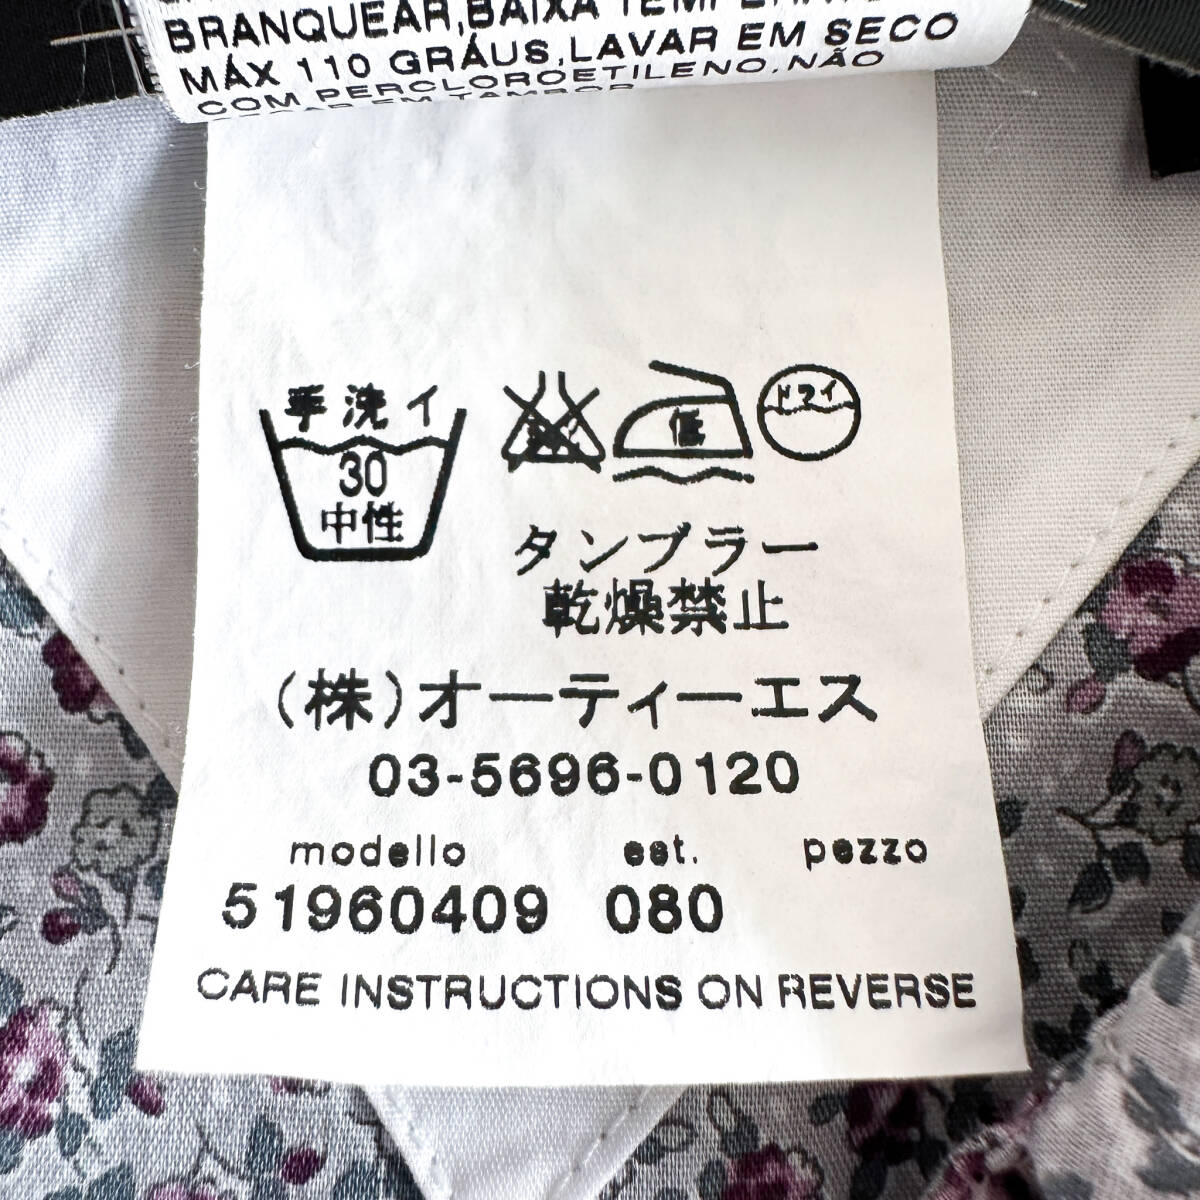 BRANQUEAR,BAIXA
MÁX 110 GRÁUS,LAVAR EM SECO
COM PERCLOROETILENO,NÃO
手洗イ
30
中性
低
ドライ
タンブラー
乾燥禁止
(株)オーティーエス
03-5696-0120
modello est. pezzo
51960409 080
CARE INSTRUCTIONS ON REVERSE